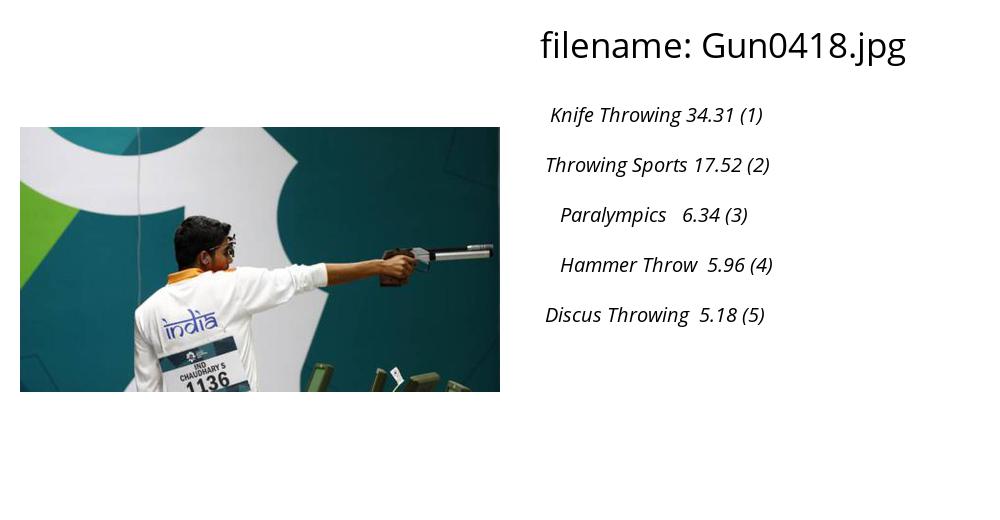 filename: Gun0418.jpg
Knife Throwing 34.31 (1)
Throwing Sports 17.52 (2)
Paralympics 6.34 (3)
Hammer Throw 5.96 (4)
Discus Throwing 5.18 (5)
india
IND
CHAUDHARY S
1136